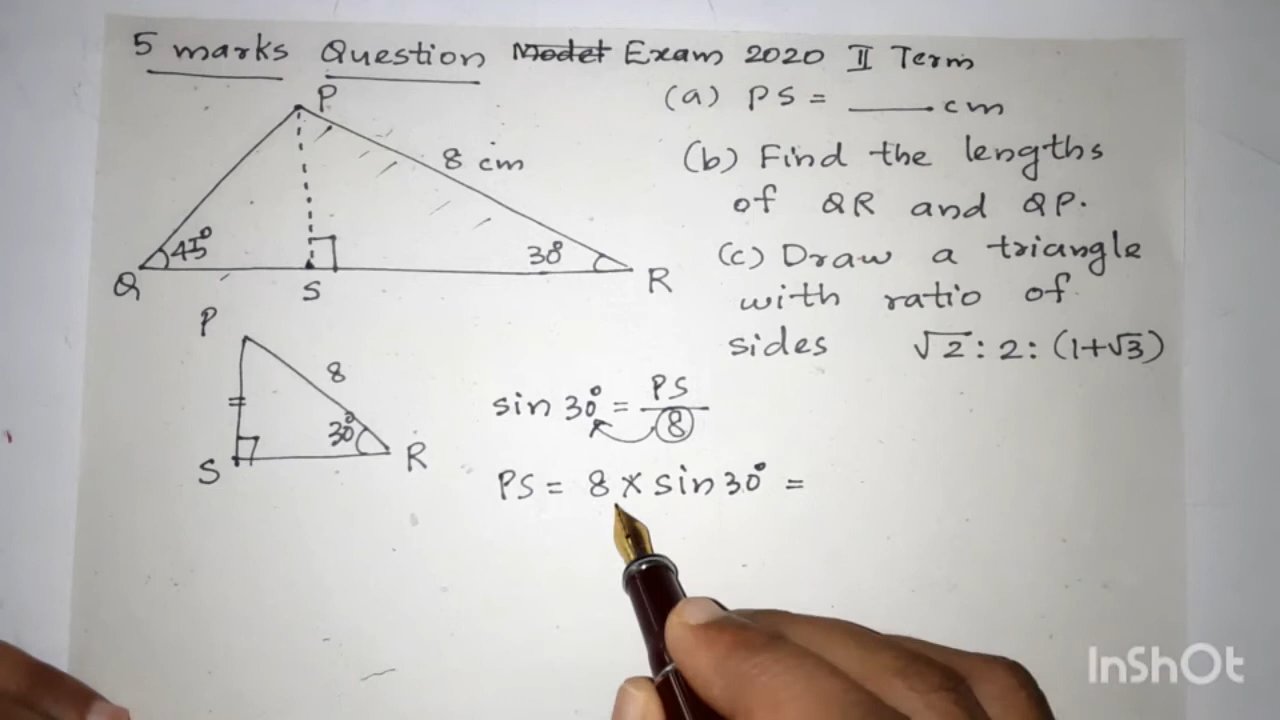 5 marks Question Model Exam 2020 II Term
P
8 cm
45°
30°
Q
S
R
(a) PS = ____ cm
(b) Find the lengths
of QR and QP.
(c) Draw a triangle
with ratio of
sides √2 : 2 : (1+√3)
P
8
30°
S
R
sin 30° = PS/8
PS = 8 × sin 30° =
InShOt